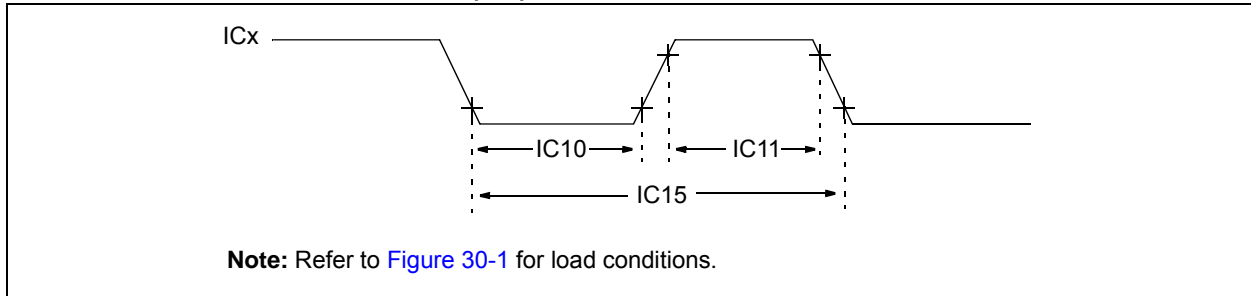 ICx
IC10
IC11
IC15
Note: Refer to Figure 30-1 for load conditions.